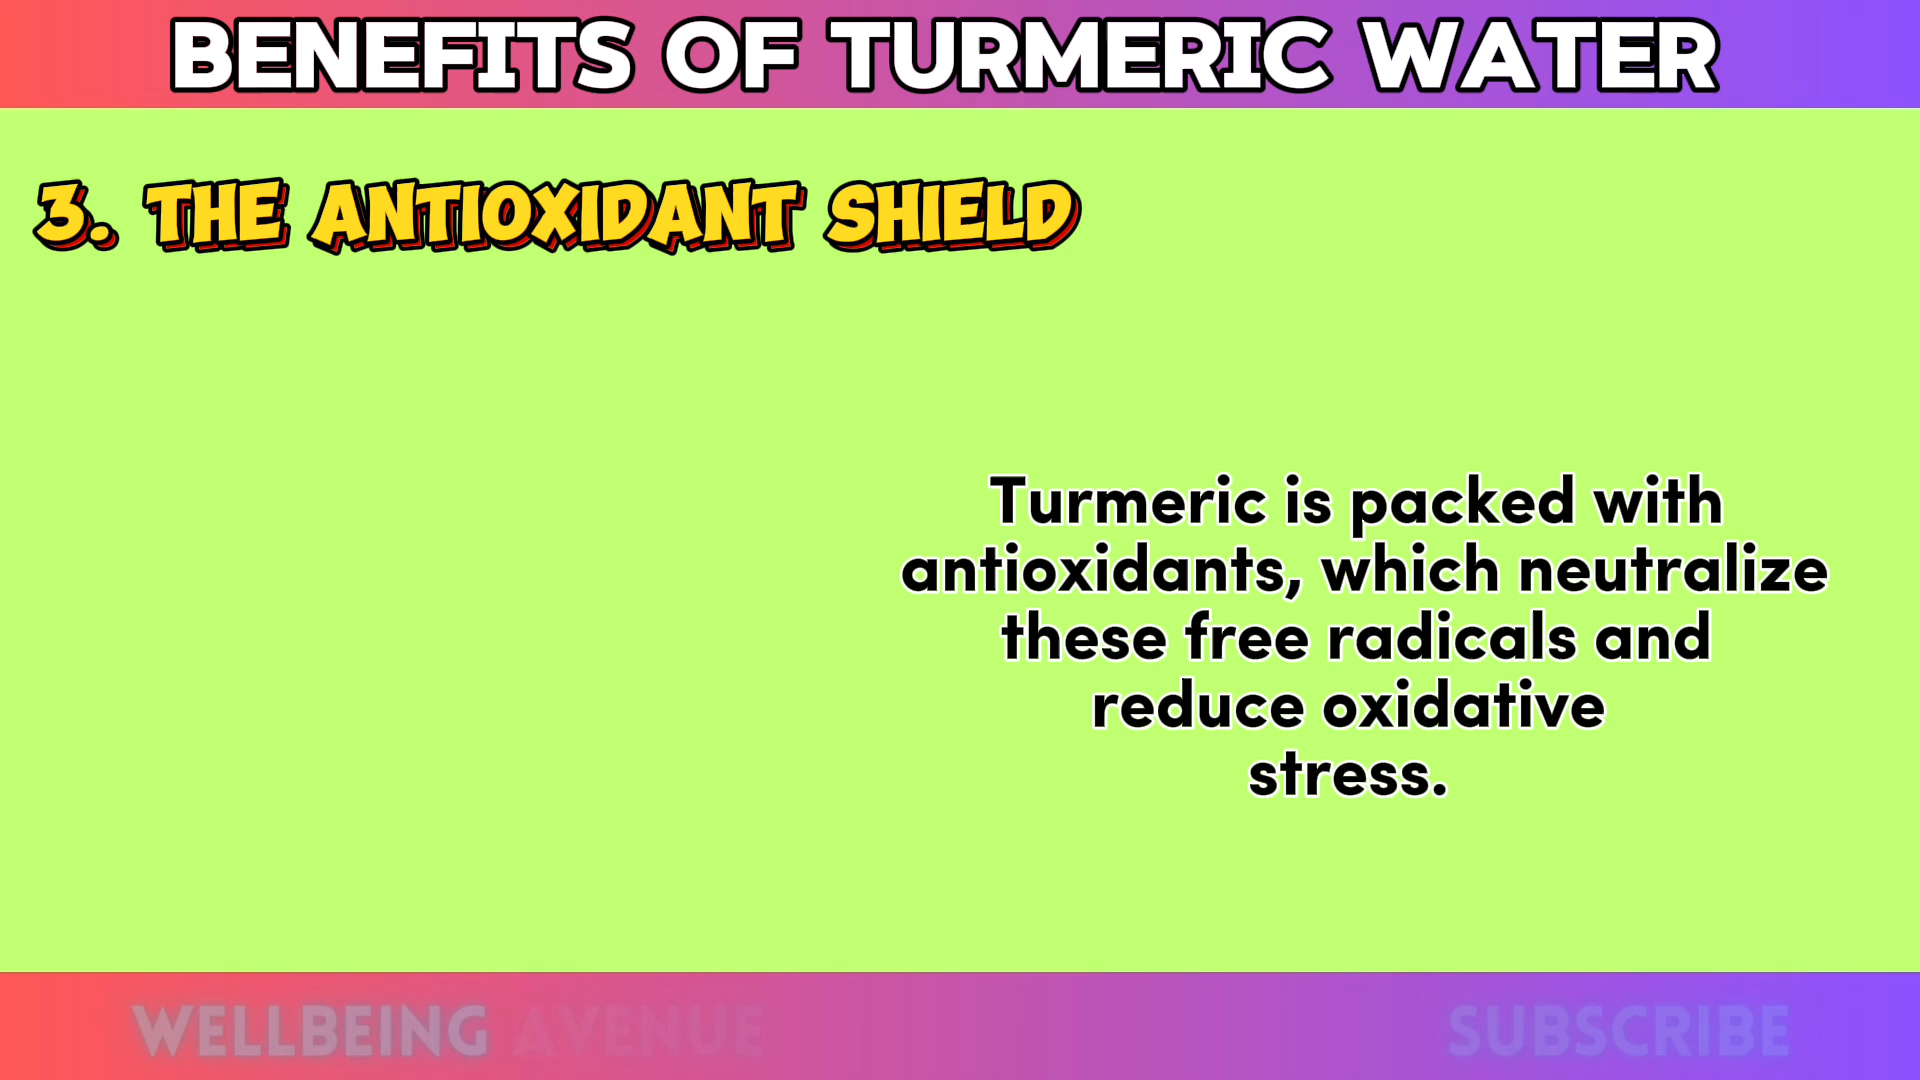 BENEFITS OF TURMERIC WATER
3. THE ANTIOXIDANT SHIELD
Turmeric is packed with
antioxidants, which neutralize
these free radicals and
reduce oxidative
stress.
WELLBEING AVENUE
SUBSCRIBE